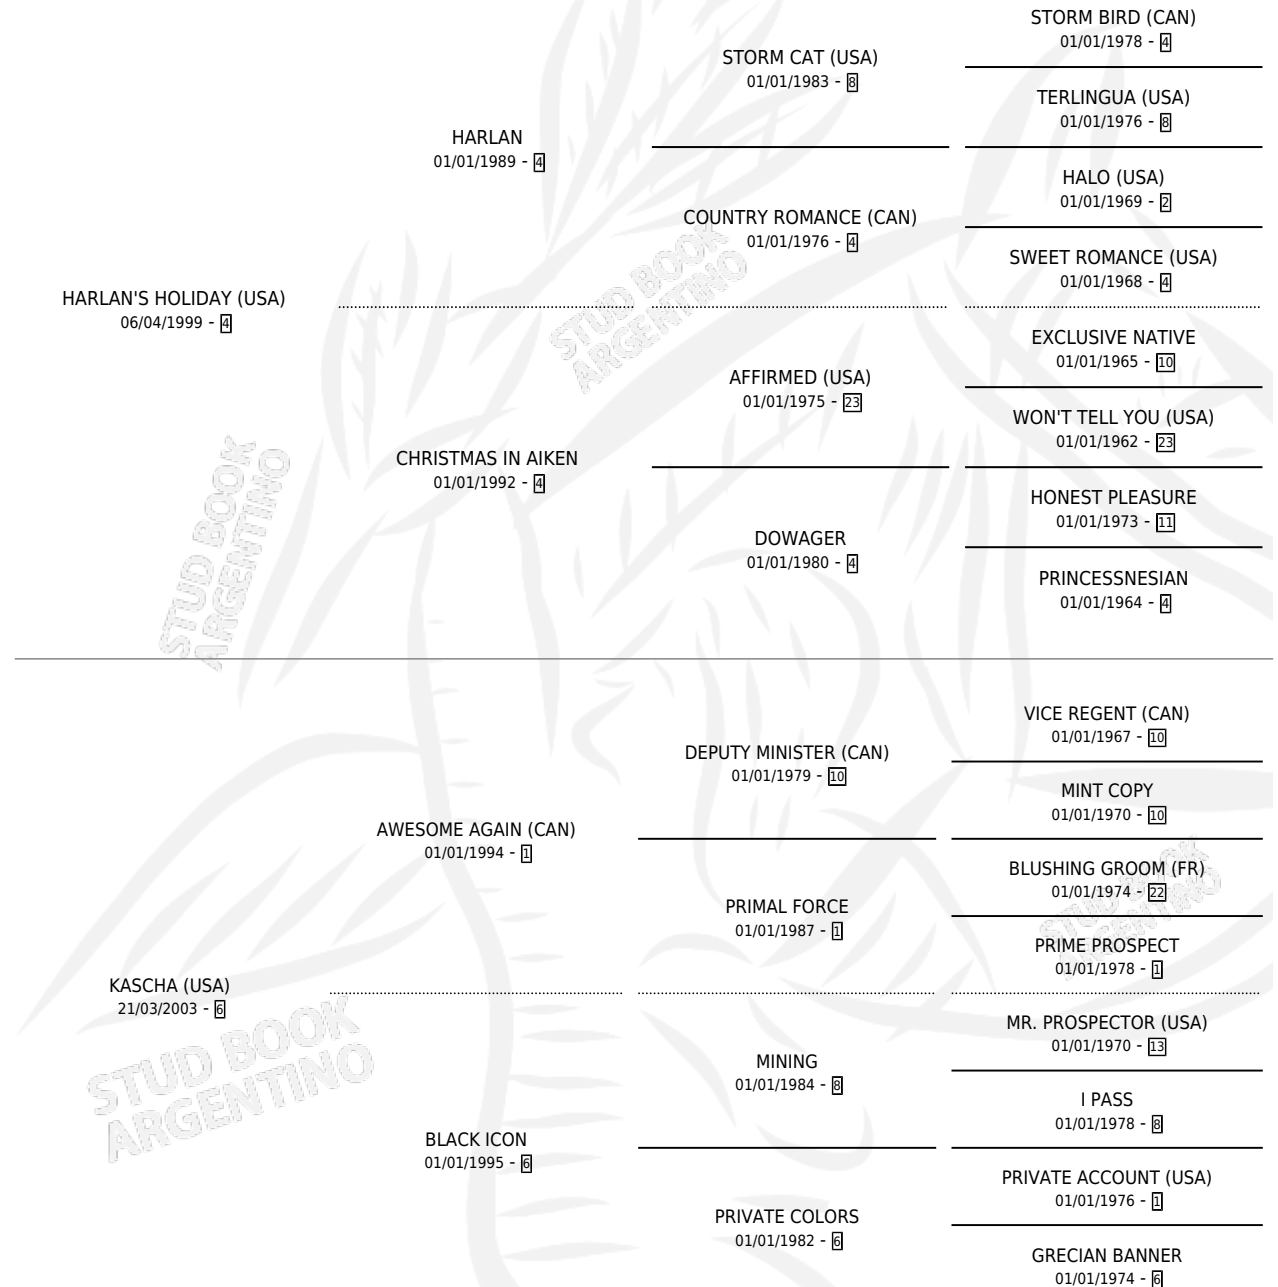 STORM BIRD (CAN)
01/01/1978 - 4
STORM CAT (USA)
01/01/1983 - 8
TERLINGUA (USA)
01/01/1976 - 8
HARLAN
01/01/1989 - 4
HALO (USA)
01/01/1969 - 2
COUNTRY ROMANCE (CAN)
01/01/1976 - 4
SWEET ROMANCE (USA)
01/01/1968 - 4
HARLAN'S HOLIDAY (USA)
06/04/1999 - 4
STUD BOOK
ARGENTINO
EXCLUSIVE NATIVE
01/01/1965 - 10
AFFIRMED (USA)
01/01/1975 - 23
WON'T TELL YOU (USA)
01/01/1962 - 23
CHRISTMAS IN AIKEN
01/01/1992 - 4
HONEST PLEASURE
01/01/1973 - 11
DOWAGER
01/01/1980 - 4
PRINCESSNESIAN
01/01/1964 - 4
STUD BOOK
ARGENTINO
VICE REGENT (CAN)
01/01/1967 - 10
DEPUTY MINISTER (CAN)
01/01/1979 - 10
MINT COPY
01/01/1970 - 10
AWESOME AGAIN (CAN)
01/01/1994 - 1
BLUSHING GROOM (FR)
01/01/1974 - 22
PRIMAL FORCE
01/01/1987 - 1
STUD BOOK
ARGENTINO
PRIME PROSPECT
01/01/1978 - 1
KASCHA (USA)
21/03/2003 - 6
STUD BOOK
ARGENTINO
MR. PROSPECTOR (USA)
01/01/1970 - 13
MINING
01/01/1984 - 8
I PASS
01/01/1978 - 8
BLACK ICON
01/01/1995 - 6
PRIVATE ACCOUNT (USA)
01/01/1976 - 1
PRIVATE COLORS
01/01/1982 - 6
GRECIAN BANNER
01/01/1974 - 6